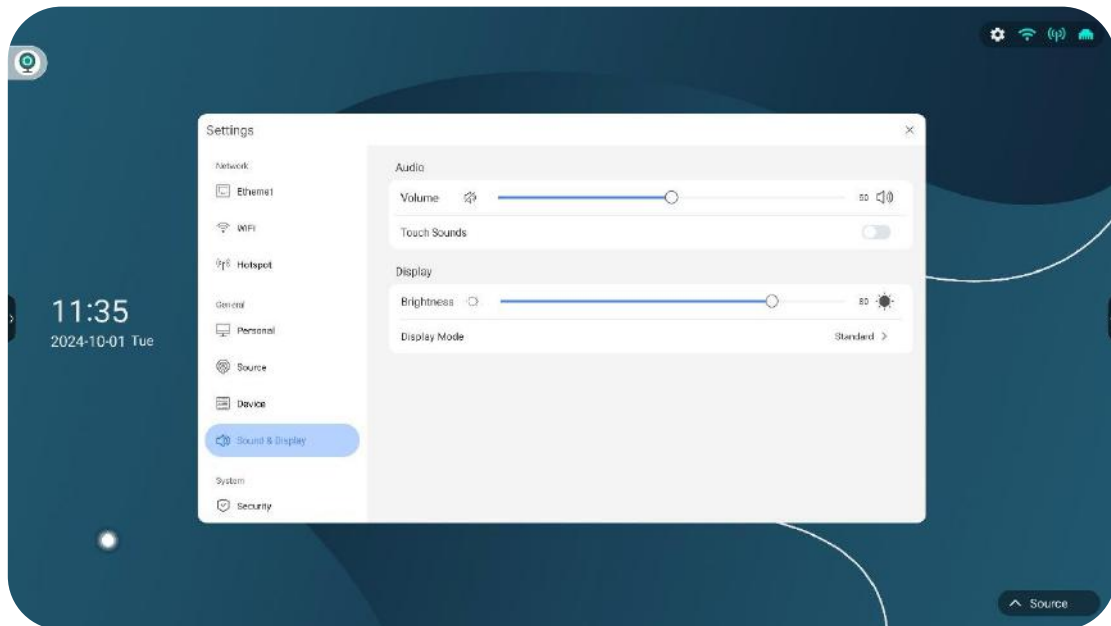 Settings
Network
Ethernet
WIFI
Hotspot
General
Personal
Source
Device
Sound & Display
System
Security
Audio
Volume 50
Touch Sounds
Display
Brightness 80
Display Mode Standard >
11:35
2024-10-01 Tue
Source